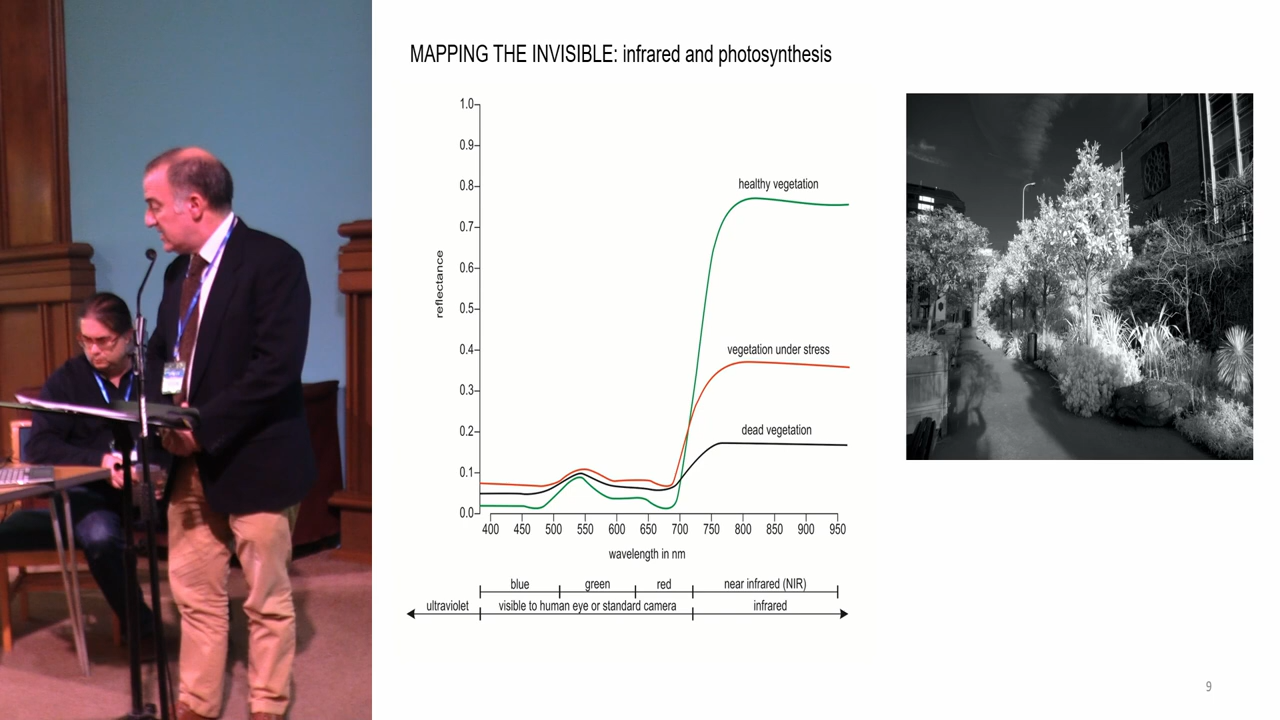 MAPPING THE INVISIBLE: infrared and photosynthesis
1.0
0.9
0.8
healthy vegetation
0.7
0.6
reflectance
0.5
0.4
vegetation under stress
0.3
0.2
dead vegetation
0.1
0.0
400 450 500 550 600 650 700 750 800 850 900 950
wavelength in nm
blue green red near infrared (NIR)
ultraviolet visible to human eye or standard camera infrared
9